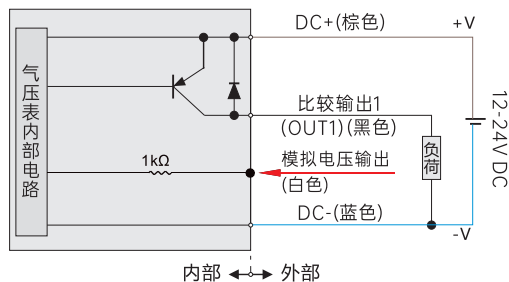 DC+(棕色)
+V
气压表内部电路
比较输出1
(OUT1)(黑色)
12-24V DC
1kΩ
模拟电压输出
(白色)
负荷
DC-(蓝色)
-V
内部
外部